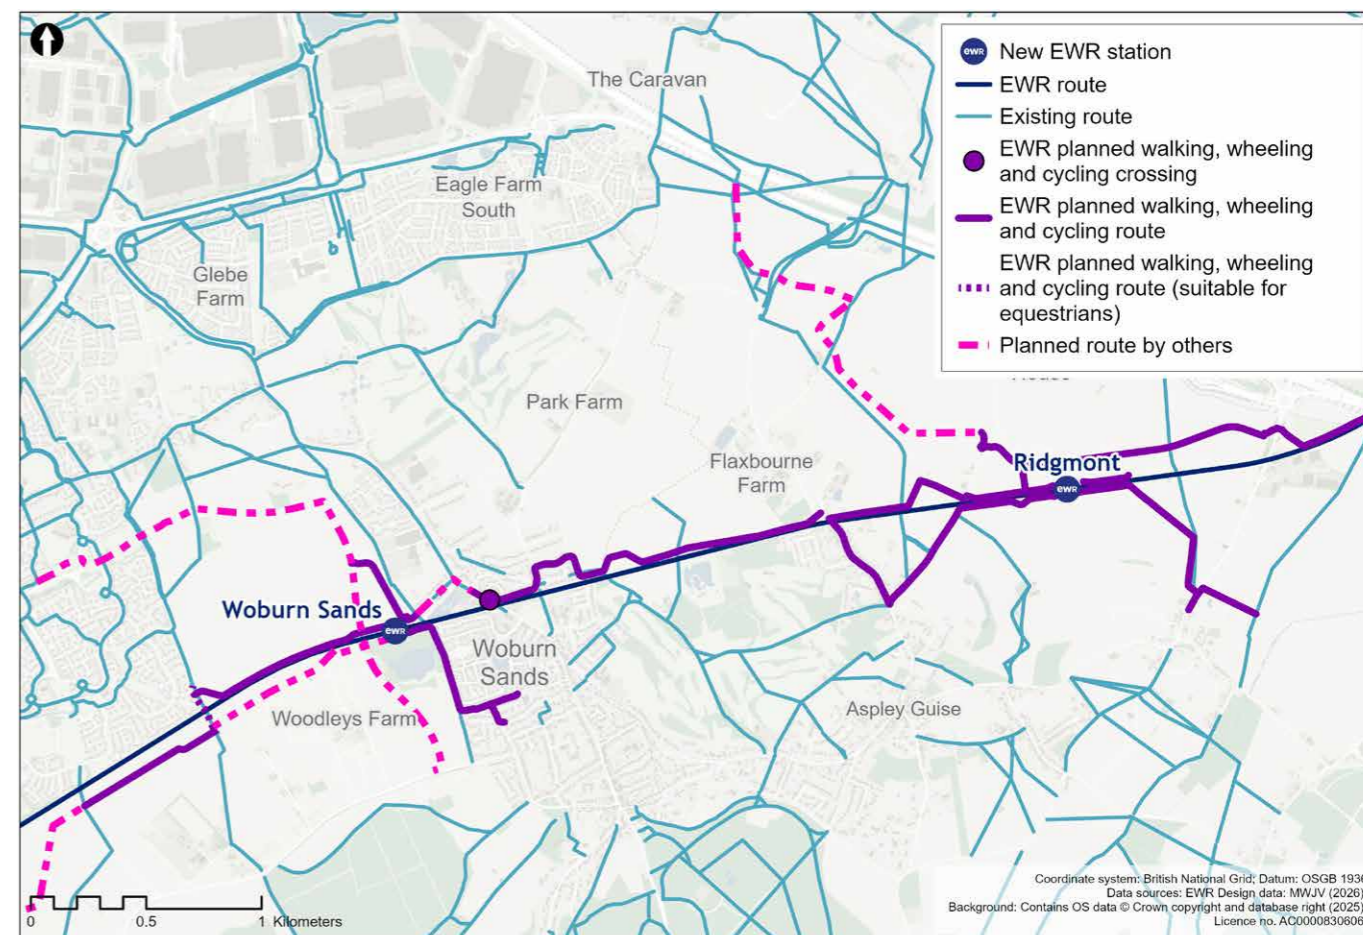 The Caravan
Eagle Farm
South
Glebe
Farm
Park Farm
Flaxbourne
Farm
Ridgmont
ewr
Woburn Sands
ewr
Woburn
Sands
Woodleys Farm
Aspley Guise
ewr New EWR station
EWR route
Existing route
EWR planned walking, wheeling
and cycling crossing
EWR planned walking, wheeling
and cycling route
EWR planned walking, wheeling
and cycling route (suitable for
equestrians)
Planned route by others
0 0.5 1 Kilometers
Coordinate system: British National Grid; Datum: OSGB 1936
Data sources: EWR Design data: MWJV (2026)
Background: Contains OS data © Crown copyright and database right (2025)
Licence no. AC0000830606